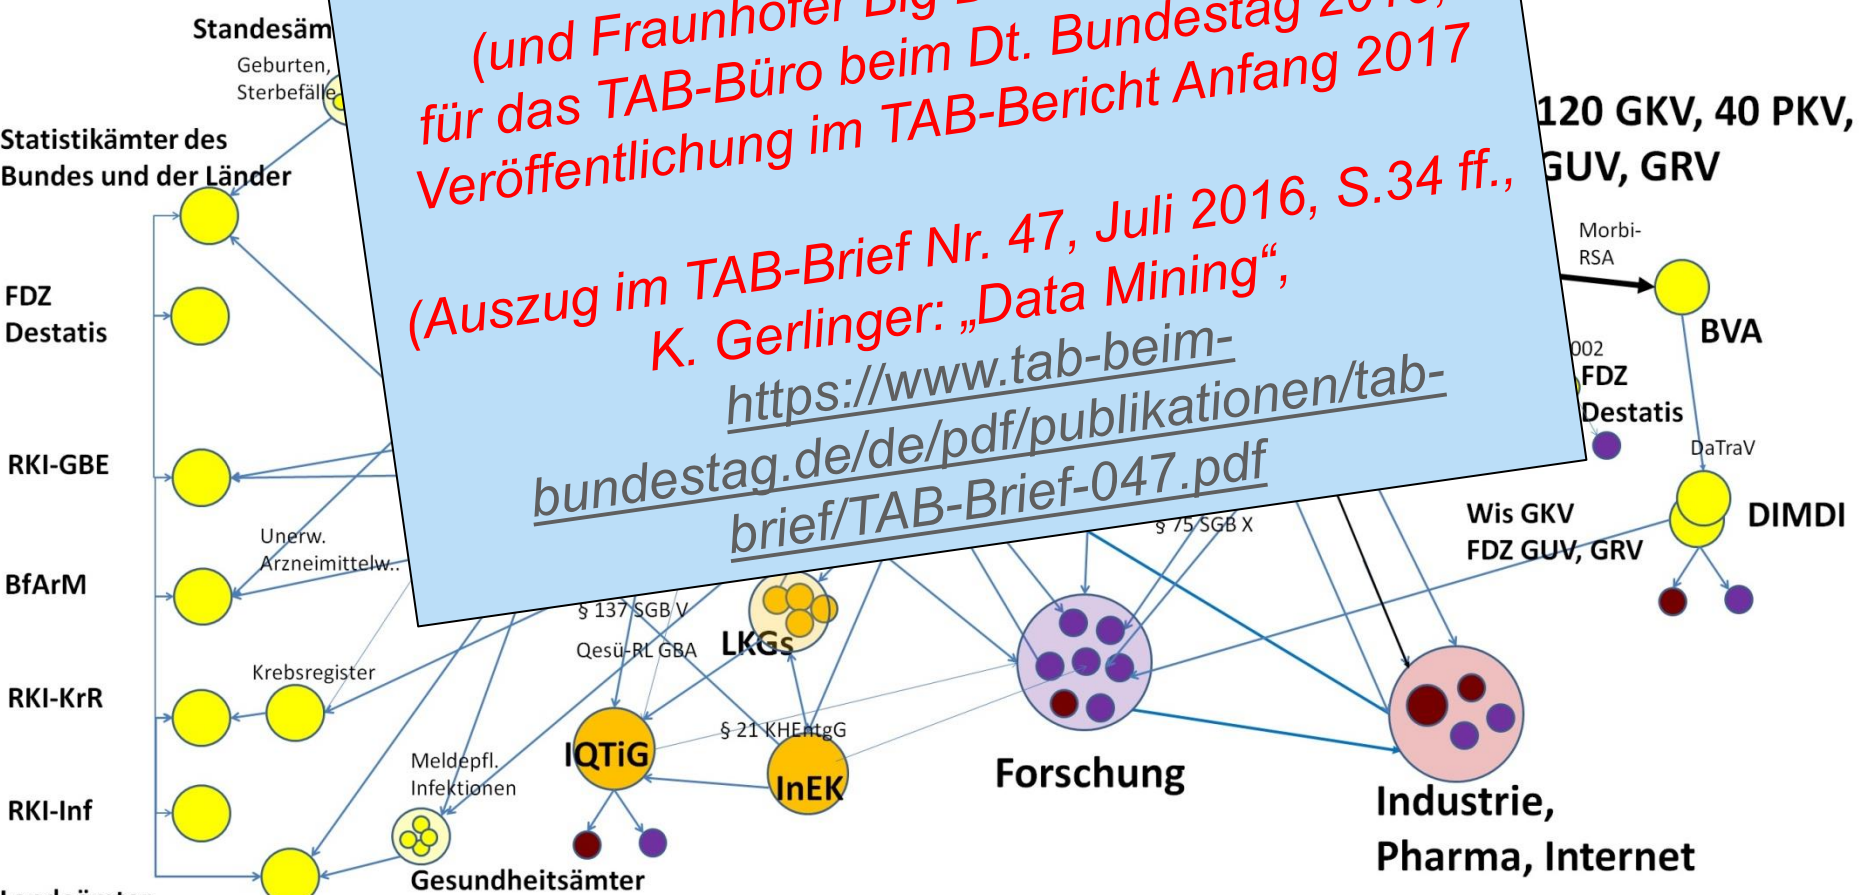 Geburten,
Sterbefälle
Statistikämter des
Bundes und der Länder
FDZ
Destatis
RKI-GBE
Unerw.
Arzneimittelw..
BfArM
Krebsregister
RKI-KrR
RKI-Inf
Meldepfl.
Infektionen
Gesundheitsämter
(und Fraunhofer Big
für das TAB-Büro beim Dt. Bundestag
Veröffentlichung im TAB-Bericht Anfang 2017
(Auszug im TAB-Brief Nr. 47, Juli 2016, S.34 ff.,
K. Gerlinger: „Data Mining“,
https://www.tab-beim-
bundestag.de/de/pdf/publikationen/tab-
brief/TAB-Brief-047.pdf
§ 137 SGB V
Qesü-RL GBA
LKGs
§ 21 KHEntgG
IQTiG
InEK
§ 75 SGB X
Forschung
120 GKV, 40 PKV,
GUV, GRV
Morbi-
RSA
BVA
002
FDZ
Destatis
DaTraV
Wis GKV
FDZ GUV, GRV
DIMDI
Industrie,
Pharma, Internet